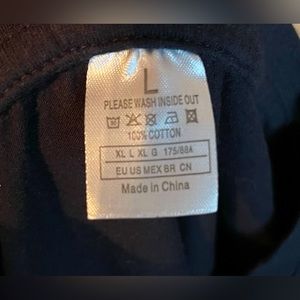 L
PLEASE WASH INSIDE OUT
100% COTTON
XL L XL G 175/88A
EU US MEX BR CN
Made in China